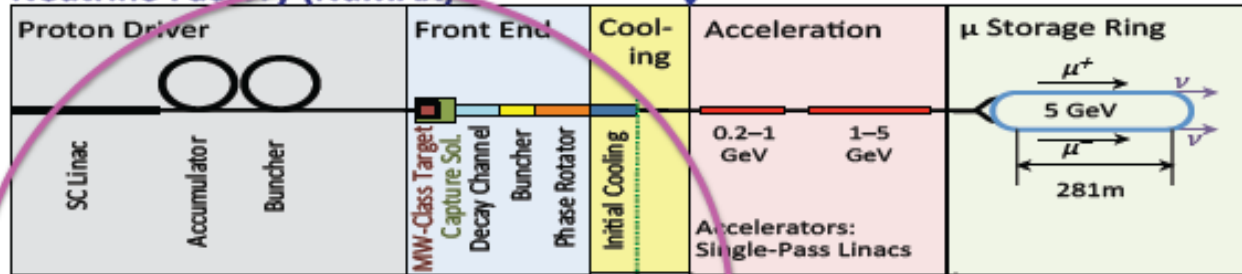 Proton Driver
Front End
Cool-
ing
Acceleration
μ Storage Ring
SC Linac
Accumulator
Buncher
MW-Class Target
Capture Sol.
Decay Channel
Buncher
Phase Rotator
Initial Cooling
0.2–1
GeV
1–5
GeV
Accelerators:
Single-Pass Linacs
μ+
ν
5 GeV
μ−
ν
281m